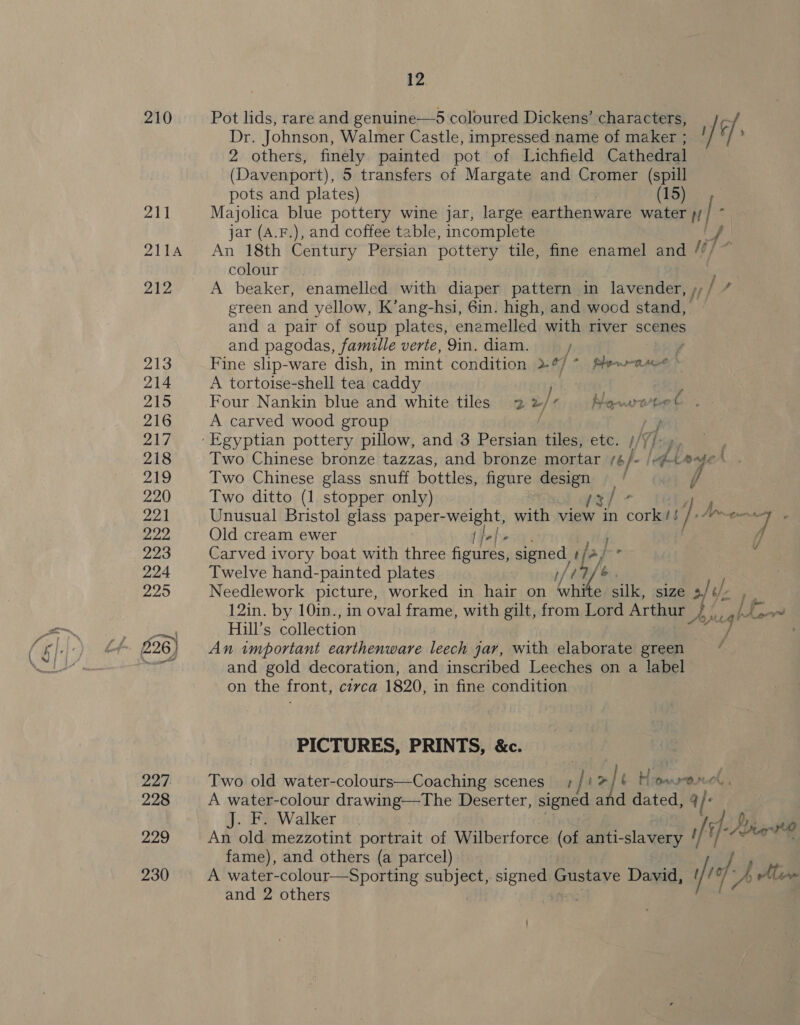 12
210 Pot lids, rare and genuine—5 coloured Dickens' characters,
Dr. Johnson, Walmer Castle, impressed name of maker ;
2 others, finely painted pot of Lichfield Cathedral
(Davenport), 5 transfers of Margate and Cromer (spill
pots and plates) (15)
211 Majolica blue pottery wine jar, large earthenware water
jar (A.F.), and coffee table, incomplete
211A An 18th Century Persian pottery tile, fine enamel and
colour
212 A beaker, enamelled with diaper pattern in lavender,
green and yellow, K'ang-hsi, 6in. high, and wood stand,
and a pair of soup plates, enamelled with river scenes
and pagodas, famille verte, 9in. diam.
213 Fine slip-ware dish, in mint condition
214 A tortoise-shell tea caddy
215 Four Nankin blue and white tiles
216 A carved wood group
217 Egyptian pottery pillow, and 3 Persian tiles, etc.
218 Two Chinese bronze tazzas, and bronze mortar
219 Two Chinese glass snuff bottles, figure design
220 Two ditto (1 stopper only)
221 Unusual Bristol glass paper-weight, with view in cork
222 Old cream ewer
223 Carved ivory boat with three figures, signed
224 Twelve hand-painted plates
225 Needlework picture, worked in hair on white silk, size
12in. by 10in., in oval frame, with gilt, from Lord Arthur
Hill's collection
226 An important earthenware leech jar, with elaborate green
and gold decoration, and inscribed Leeches on a label
on the front, circa 1820, in fine condition
PICTURES, PRINTS, &c.
227 Two old water-colours—Coaching scenes
228 A water-colour drawing—The Deserter, signed and dated,
J. F. Walker
229 An old mezzotint portrait of Wilberforce (of anti-slavery
fame), and others (a parcel)
230 A water-colour—Sporting subject, signed Gustave David,
and 2 others